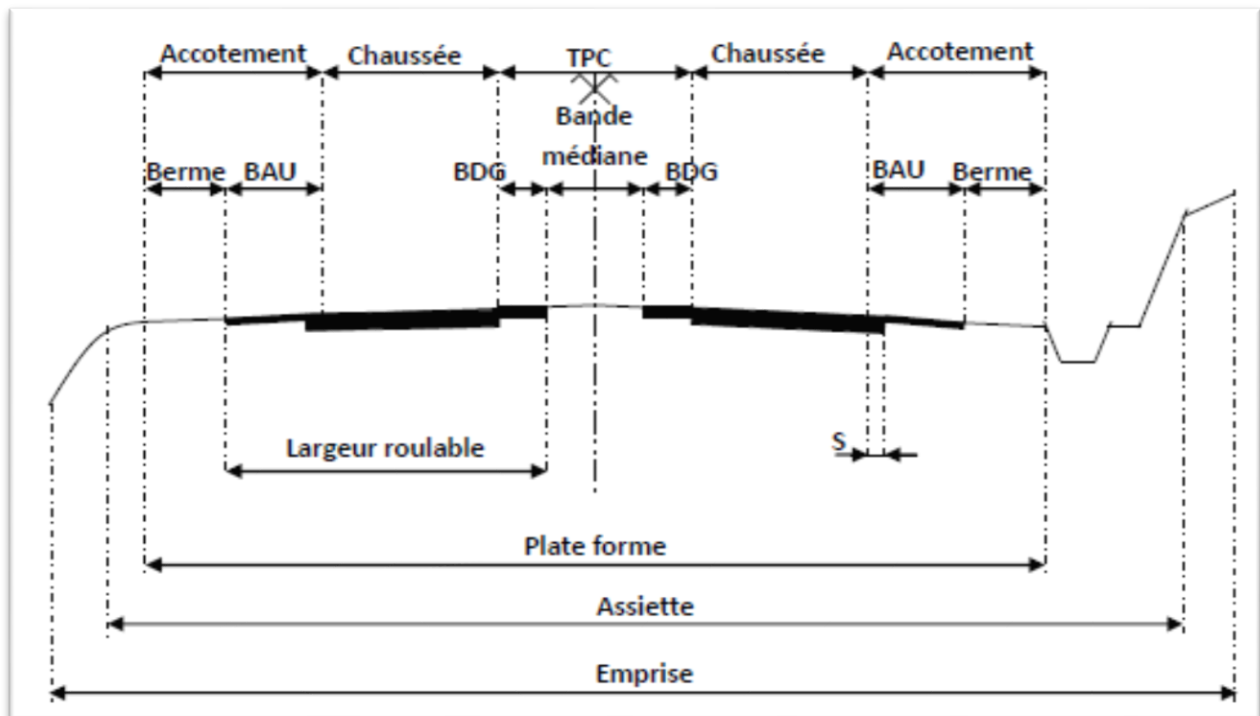 Accotement Chaussée TPC Chaussée Accotement
Bande
médiane
Berme BAU BDG BDG BAU Berme
Largeur roulable
S
Plate forme
Assiette
Emprise